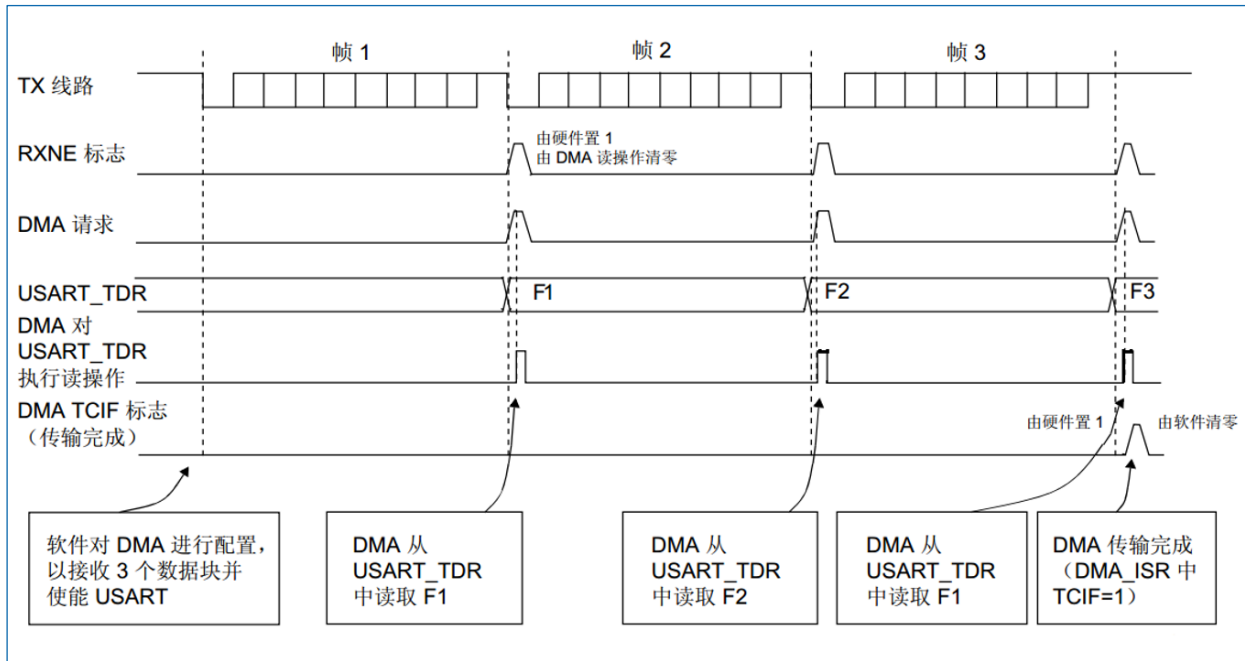 帧 1
帧 2
帧 3
TX 线路
RXNE 标志
由硬件置 1
由 DMA 读操作清零
DMA 请求
USART_TDR
F1
F2
F3
DMA 对
USART_TDR
执行读操作
DMA TCIF 标志
（传输完成）
由硬件置 1
由软件清零
软件对 DMA 进行配置，
以接收 3 个数据块并
使能 USART
DMA 从
USART_TDR
中读取 F1
DMA 从
USART_TDR
中读取 F2
DMA 从
USART_TDR
中读取 F1
DMA 传输完成
（DMA_ISR 中
TCIF=1）